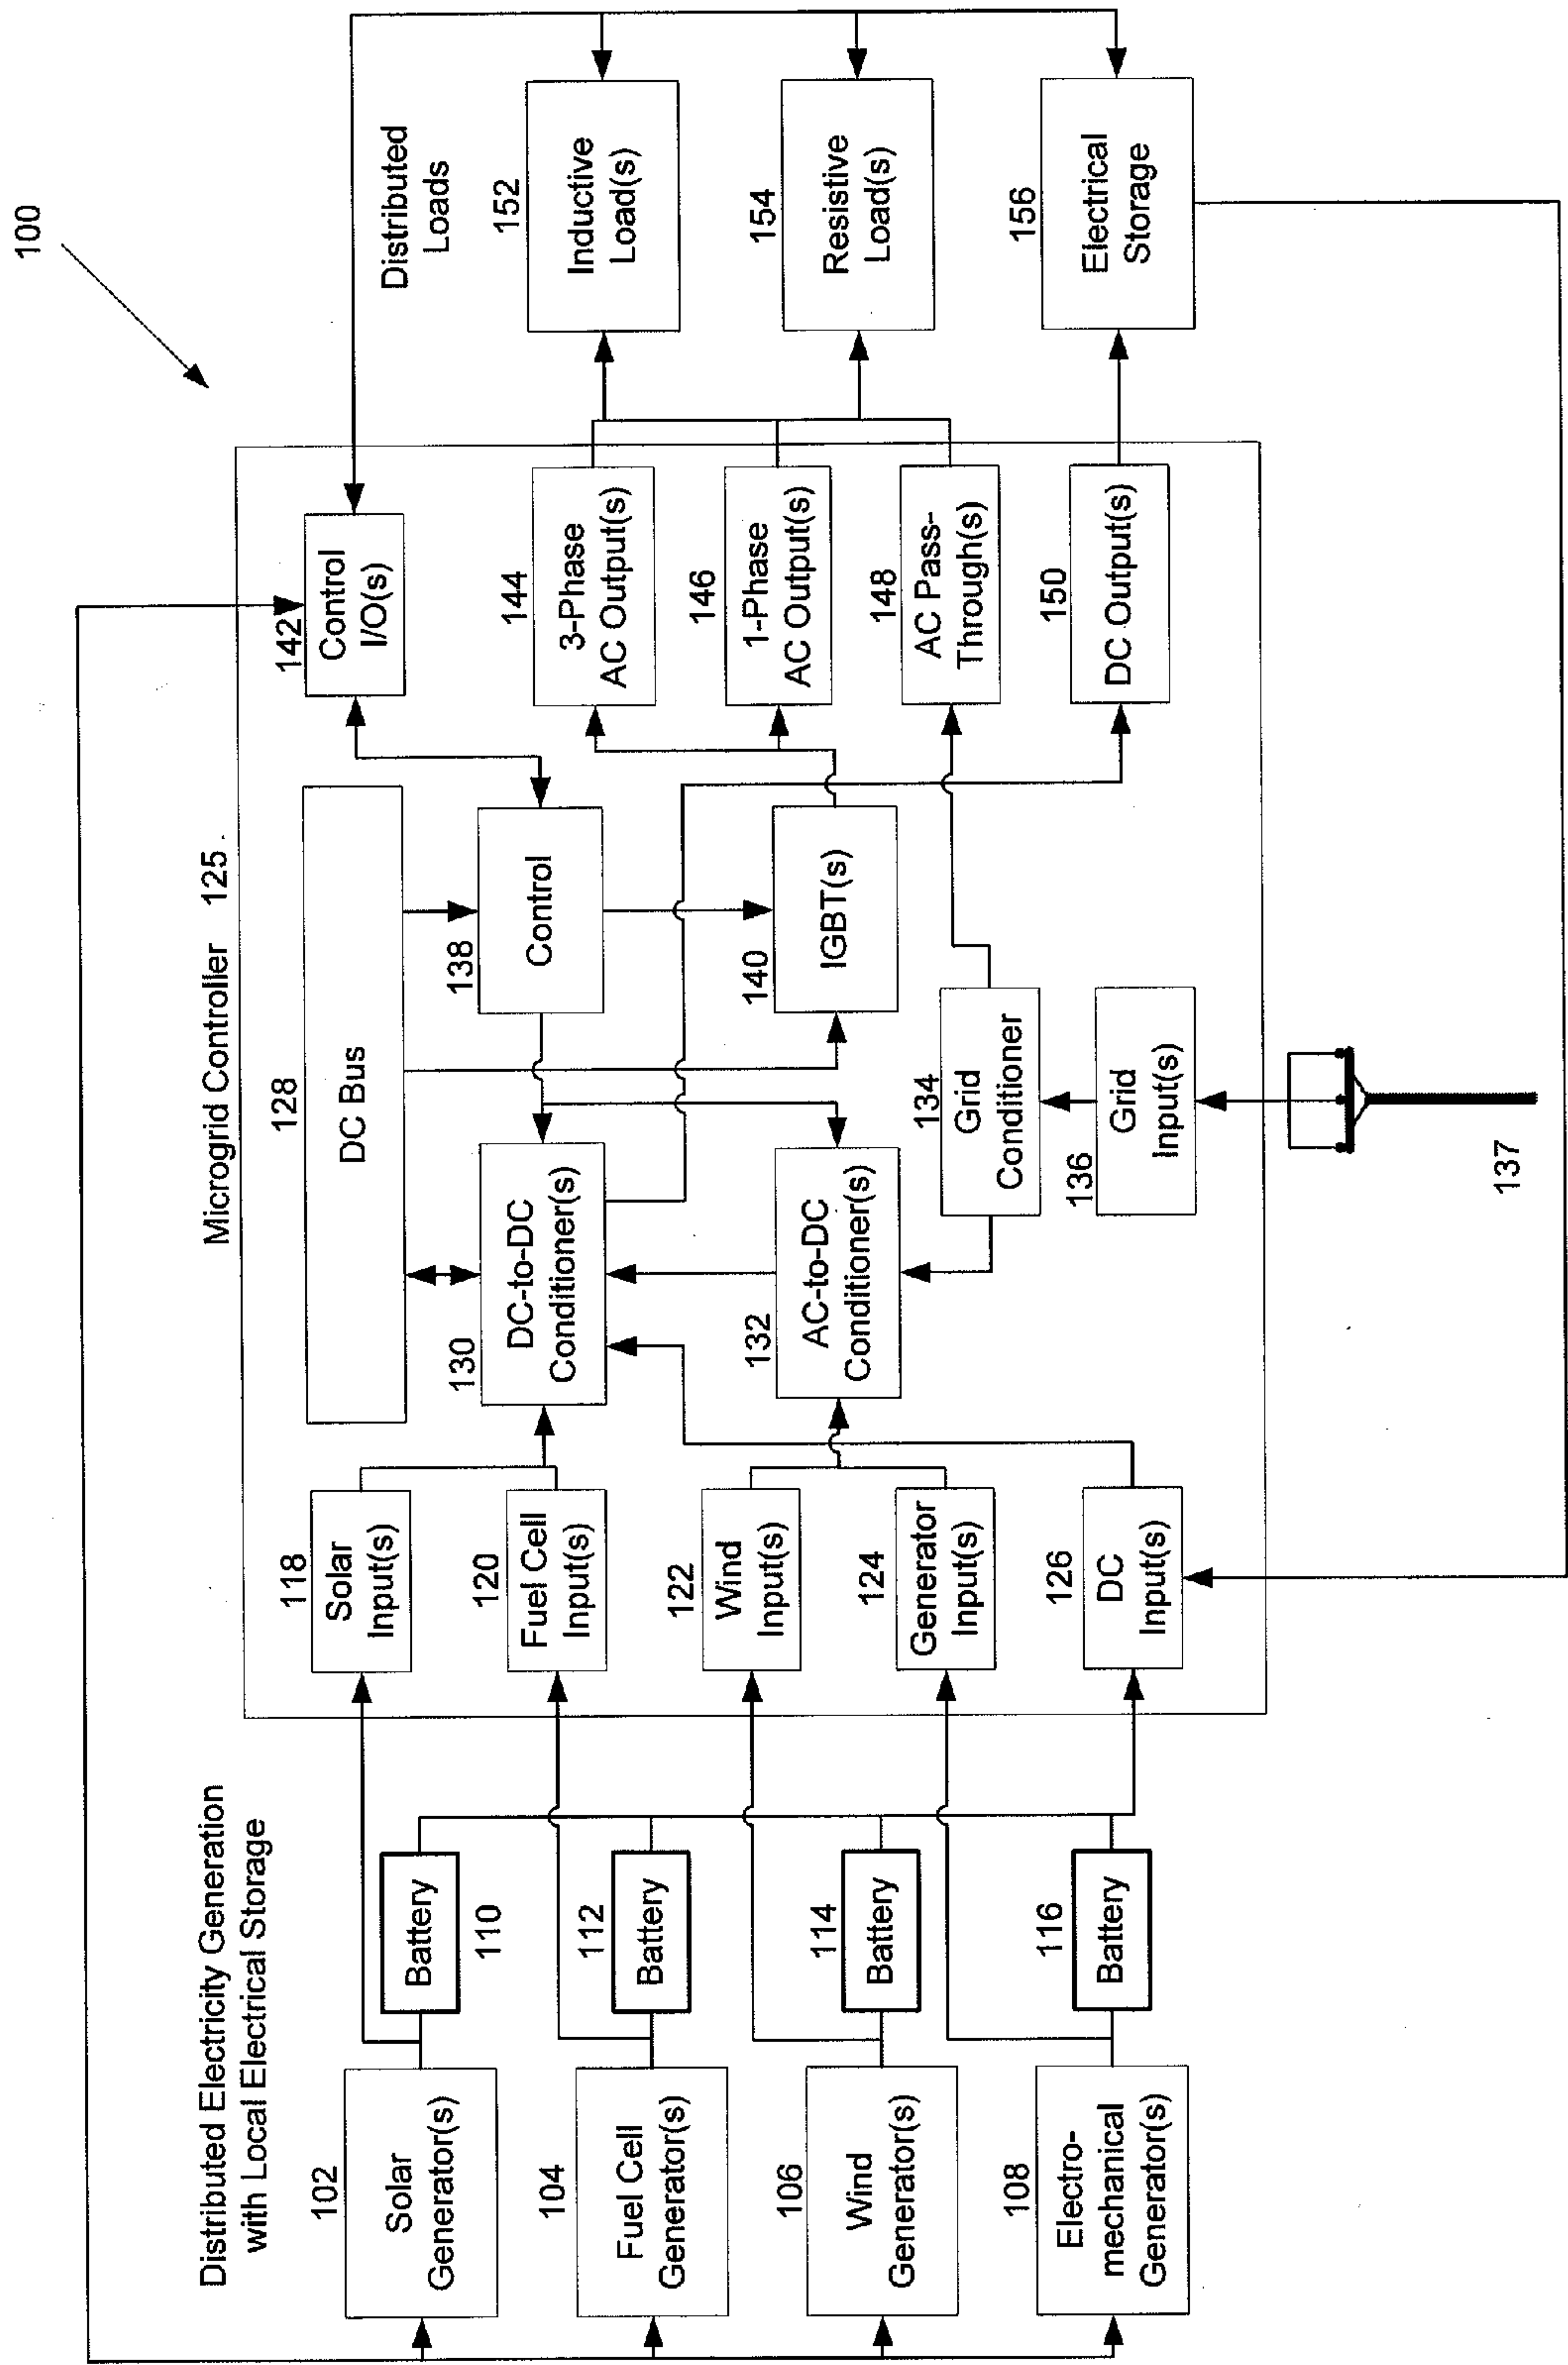 100
Distributed Electricity Generation
with Local Electrical Storage
Microgrid Controller 125
Distributed
Loads
102
Solar
Generator(s)
104
Fuel Cell
Generator(s)
106
Wind
Generator(s)
108
Electro-
mechanical
Generator(s)
Battery
110
112
Battery
114
Battery
116
Battery
118
Solar
Input(s)
120
Fuel Cell
Input(s)
122
Wind
Input(s)
124
Generator
Input(s)
126
DC
Input(s)
128
DC Bus
130
DC-to-DC
Conditioner(s)
132
AC-to-DC
Conditioner(s)
134
Grid
Conditioner
136
Grid
Input(s)
137
138
Control
140
IGBT(s)
142
Control
I/O(s)
144
3-Phase
AC Output(s)
146
1-Phase
AC Output(s)
148
AC Pass-
Through(s)
150
DC Output(s)
152
Inductive
Load(s)
154
Resistive
Load(s)
156
Electrical
Storage